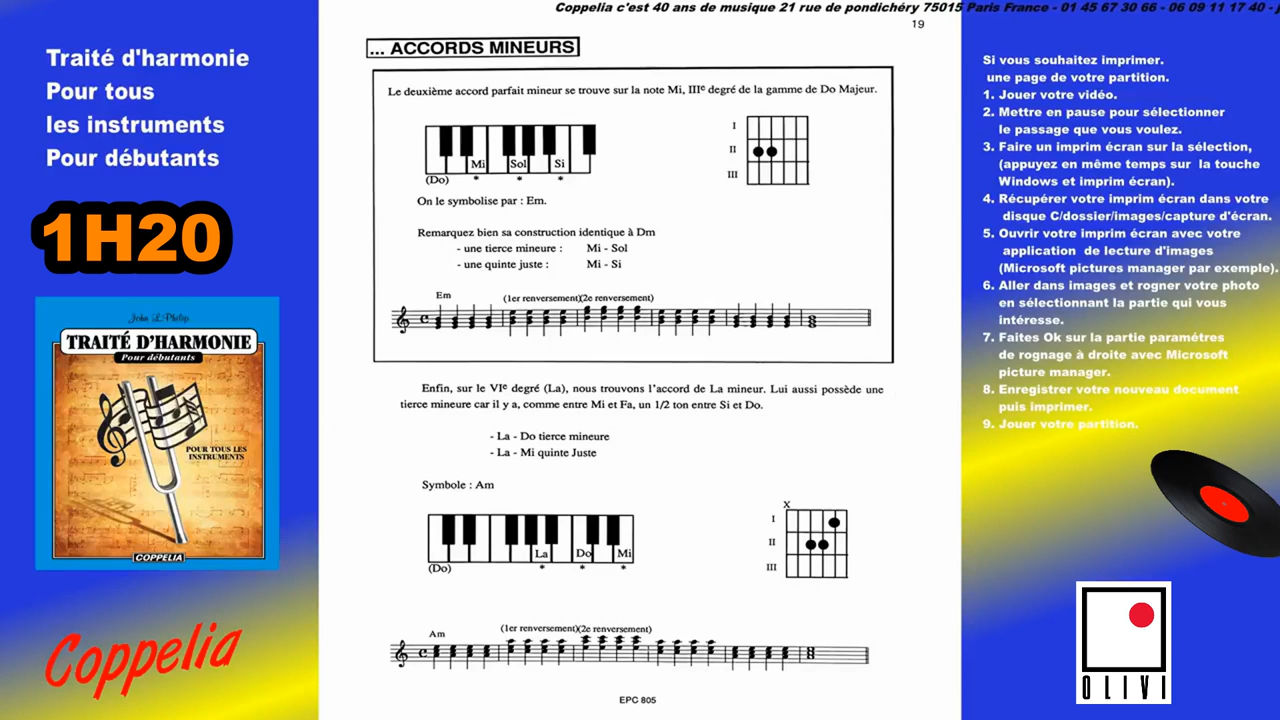 Coppelia c'est 40 ans de musique 21 rue de pondichéry 75015 Paris France - 01 45 67 30 66 - 06 09 11 17 40 -
19
Traité d'harmonie
Pour tous
les instruments
Pour débutants
1H20
John L. Philip
TRAITÉ D'HARMONIE
Pour débutants
POUR TOUS LES
INSTRUMENTS
COPPELIA
Coppelia
... ACCORDS MINEURS
Le deuxième accord parfait mineur se trouve sur la note Mi, IIIe degré de la gamme de Do Majeur.
Mi Sol Si
(Do) * * *
I
II
III
On le symbolise par : Em.
Remarquez bien sa construction identique à Dm
- une tierce mineure : Mi - Sol
- une quinte juste : Mi - Si
Em (1er renversement)(2e renversement)
Enfin, sur le VIe degré (La), nous trouvons l'accord de La mineur. Lui aussi possède une
tierce mineure car il y a, comme entre Mi et Fa, un 1/2 ton entre Si et Do.
- La - Do tierce mineure
- La - Mi quinte Juste
Symbole : Am
La Do Mi
(Do) * * *
X
I
II
III
Am (1er renversement)(2e renversement)
EPC 805
Si vous souhaitez imprimer.
une page de votre partition.
1. Jouer votre vidéo.
2. Mettre en pause pour sélectionner
le passage que vous voulez.
3. Faire un imprim écran sur la sélection,
(appuyez en même temps sur la touche
Windows et imprim écran).
4. Récupérer votre imprim écran dans votre
disque C/dossier/images/capture d'écran.
5. Ouvrir votre imprim écran avec votre
application de lecture d'images
(Microsoft pictures manager par exemple).
6. Aller dans images et rogner votre photo
en sélectionnant la partie qui vous
intéresse.
7. Faites Ok sur la partie paramétres
de rognage à droite avec Microsoft
picture manager.
8. Enregistrer votre nouveau document
puis imprimer.
9. Jouer votre partition.
OLIVI